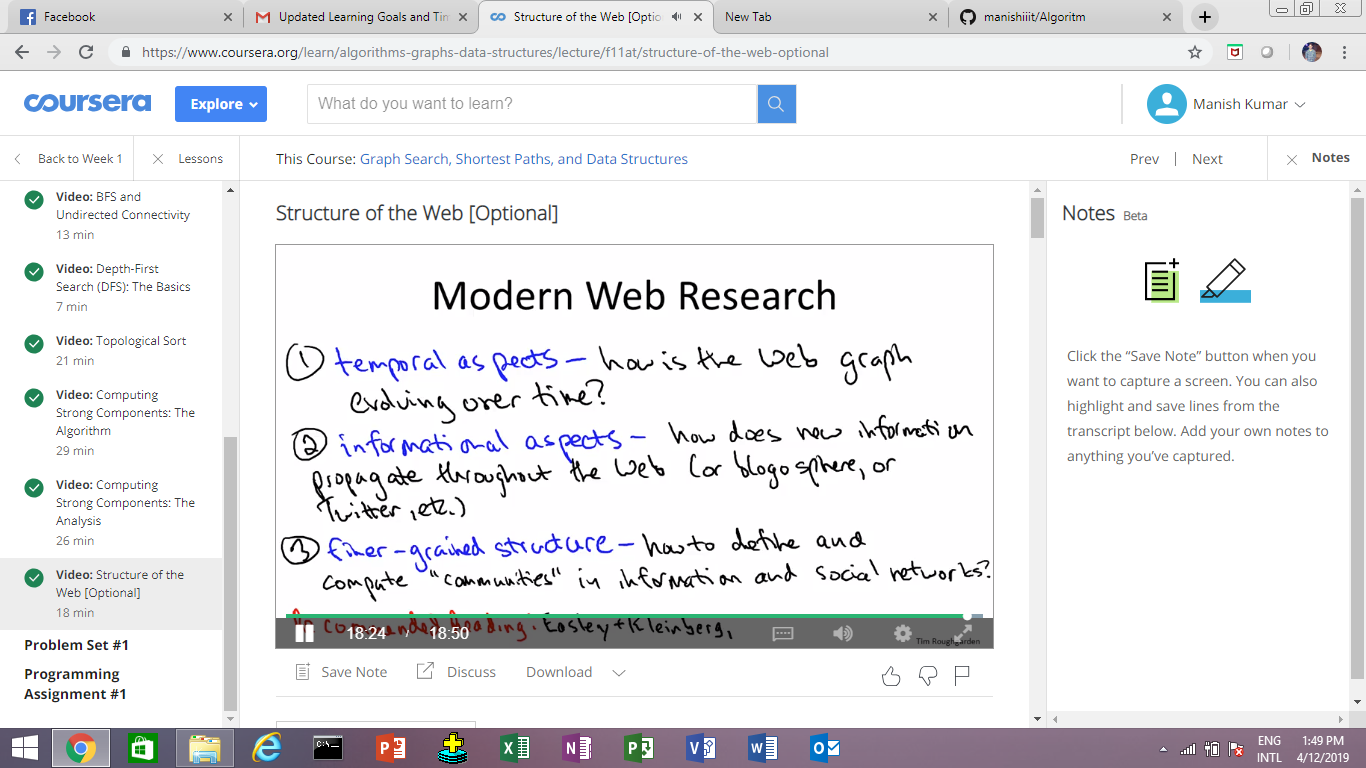 Facebook
Updated Learning Goals and Tim
Structure of the Web [Optio
New Tab
manishiiit/Algoritm
https://www.coursera.org/learn/algorithms-graphs-data-structures/lecture/f11at/structure-of-the-web-optional
coursera
Explore
What do you want to learn?
Manish Kumar
Back to Week 1
Lessons
This Course: Graph Search, Shortest Paths, and Data Structures
Prev
Next
Notes
Video: BFS and
Undirected Connectivity
13 min
Video: Depth-First
Search (DFS): The Basics
7 min
Video: Topological Sort
21 min
Video: Computing
Strong Components: The
Algorithm
29 min
Video: Computing
Strong Components: The
Analysis
26 min
Video: Structure of the
Web [Optional]
18 min
Problem Set #1
Programming
Assignment #1
Structure of the Web [Optional]
Modern Web Research
1 temporal aspects – how is the Web graph
evolving over time?
2 informational aspects – how does new information
propagate throughout the Web (or blogosphere, or
Twitter, etc.)
3 finer-grained structure – how to define and
compute "communities" in information and social networks?
Recommended Reading: Easley + Kleinberg,
18:24 / 18:50
Tim Roughgarden
Save Note
Discuss
Download
Notes Beta
Click the “Save Note” button when you
want to capture a screen. You can also
highlight and save lines from the
transcript below. Add your own notes to
anything you’ve captured.
C:\_
ENG
INTL
1:49 PM
4/12/2019